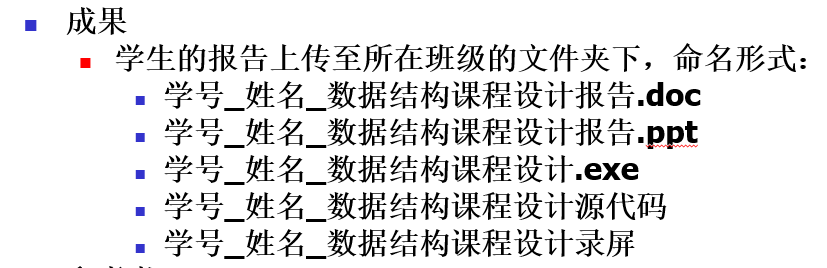 成果
学生的报告上传至所在班级的文件夹下，命名形式：
学号_姓名_数据结构课程设计报告.doc
学号_姓名_数据结构课程设计报告.ppt
学号_姓名_数据结构课程设计.exe
学号_姓名_数据结构课程设计源代码
学号_姓名_数据结构课程设计录屏